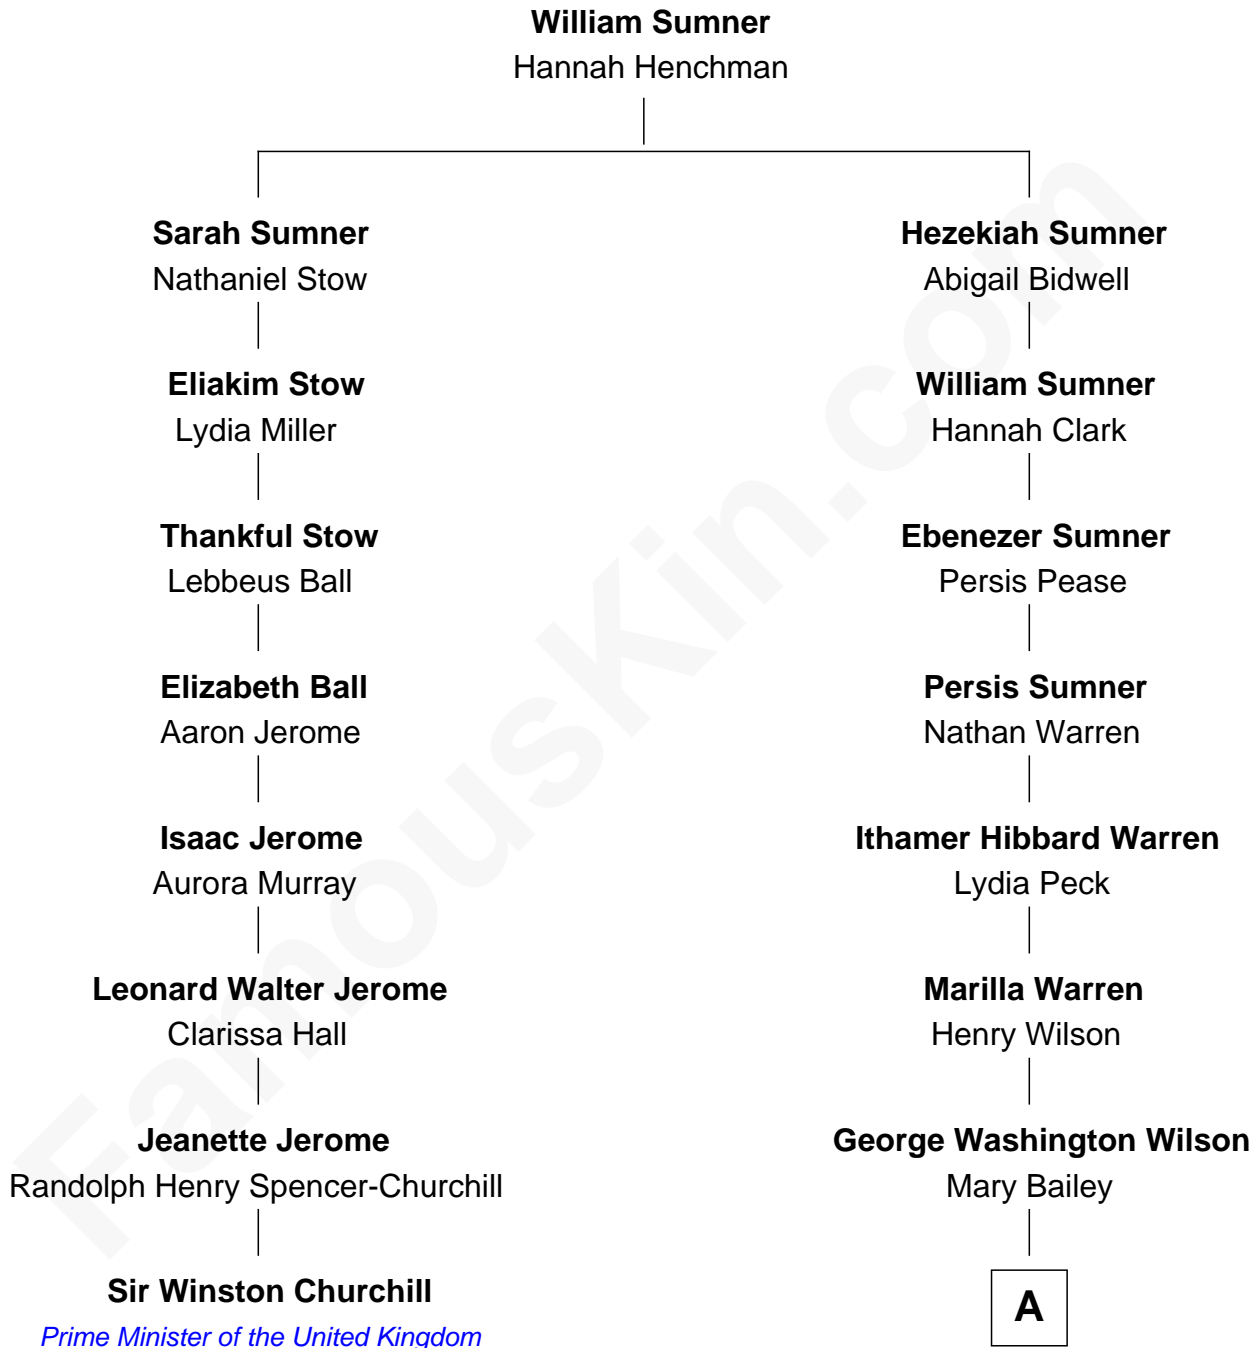 William Sumner
Hannah Henchman
Sarah Sumner
Nathaniel Stow
Hezekiah Sumner
Abigail Bidwell
Eliakim Stow
Lydia Miller
William Sumner
Hannah Clark
Thankful Stow
Lebbeus Ball
Ebenezer Sumner
Persis Pease
Elizabeth Ball
Aaron Jerome
Persis Sumner
Nathan Warren
Isaac Jerome
Aurora Murray
Ithamer Hibbard Warren
Lydia Peck
Leonard Walter Jerome
Clarissa Hall
Marilla Warren
Henry Wilson
Jeanette Jerome
Randolph Henry Spencer-Churchill
George Washington Wilson
Mary Bailey
Sir Winston Churchill
Prime Minister of the United Kingdom
A
FamousKin.com